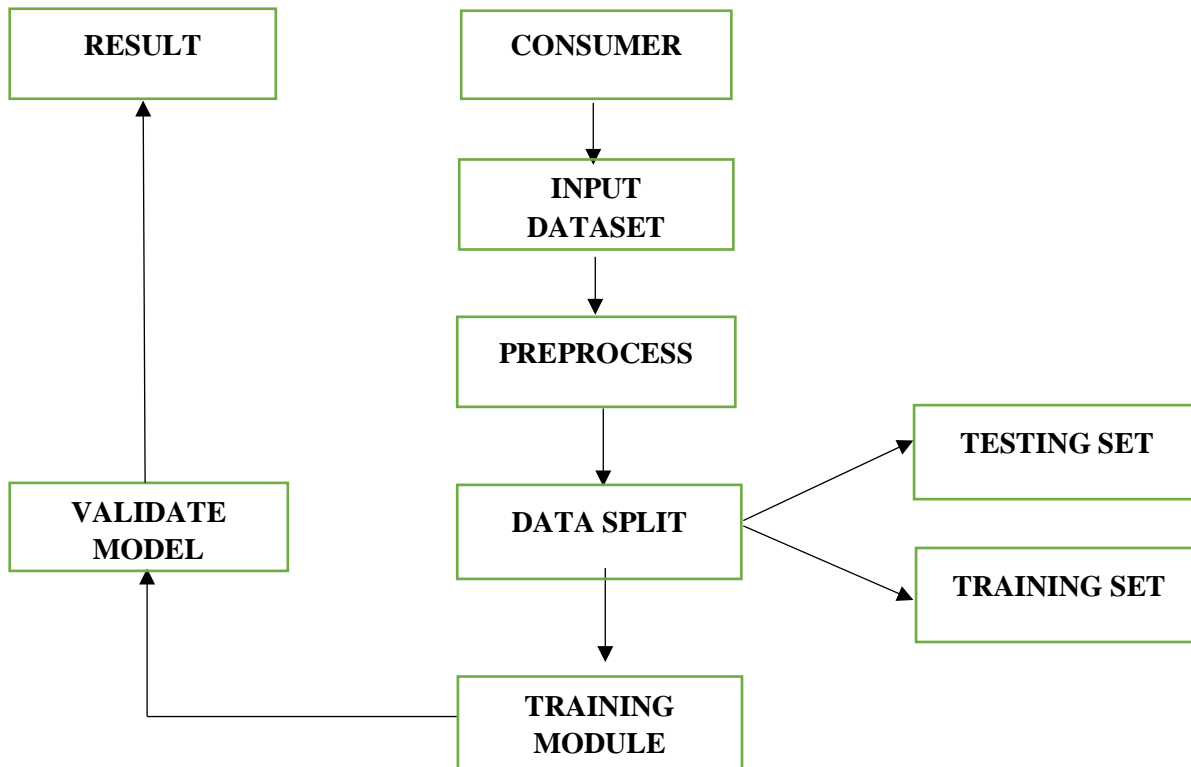 RESULT
CONSUMER
INPUT
DATASET
PREPROCESS
TESTING SET
VALIDATE
MODEL
DATA SPLIT
TRAINING SET
TRAINING
MODULE